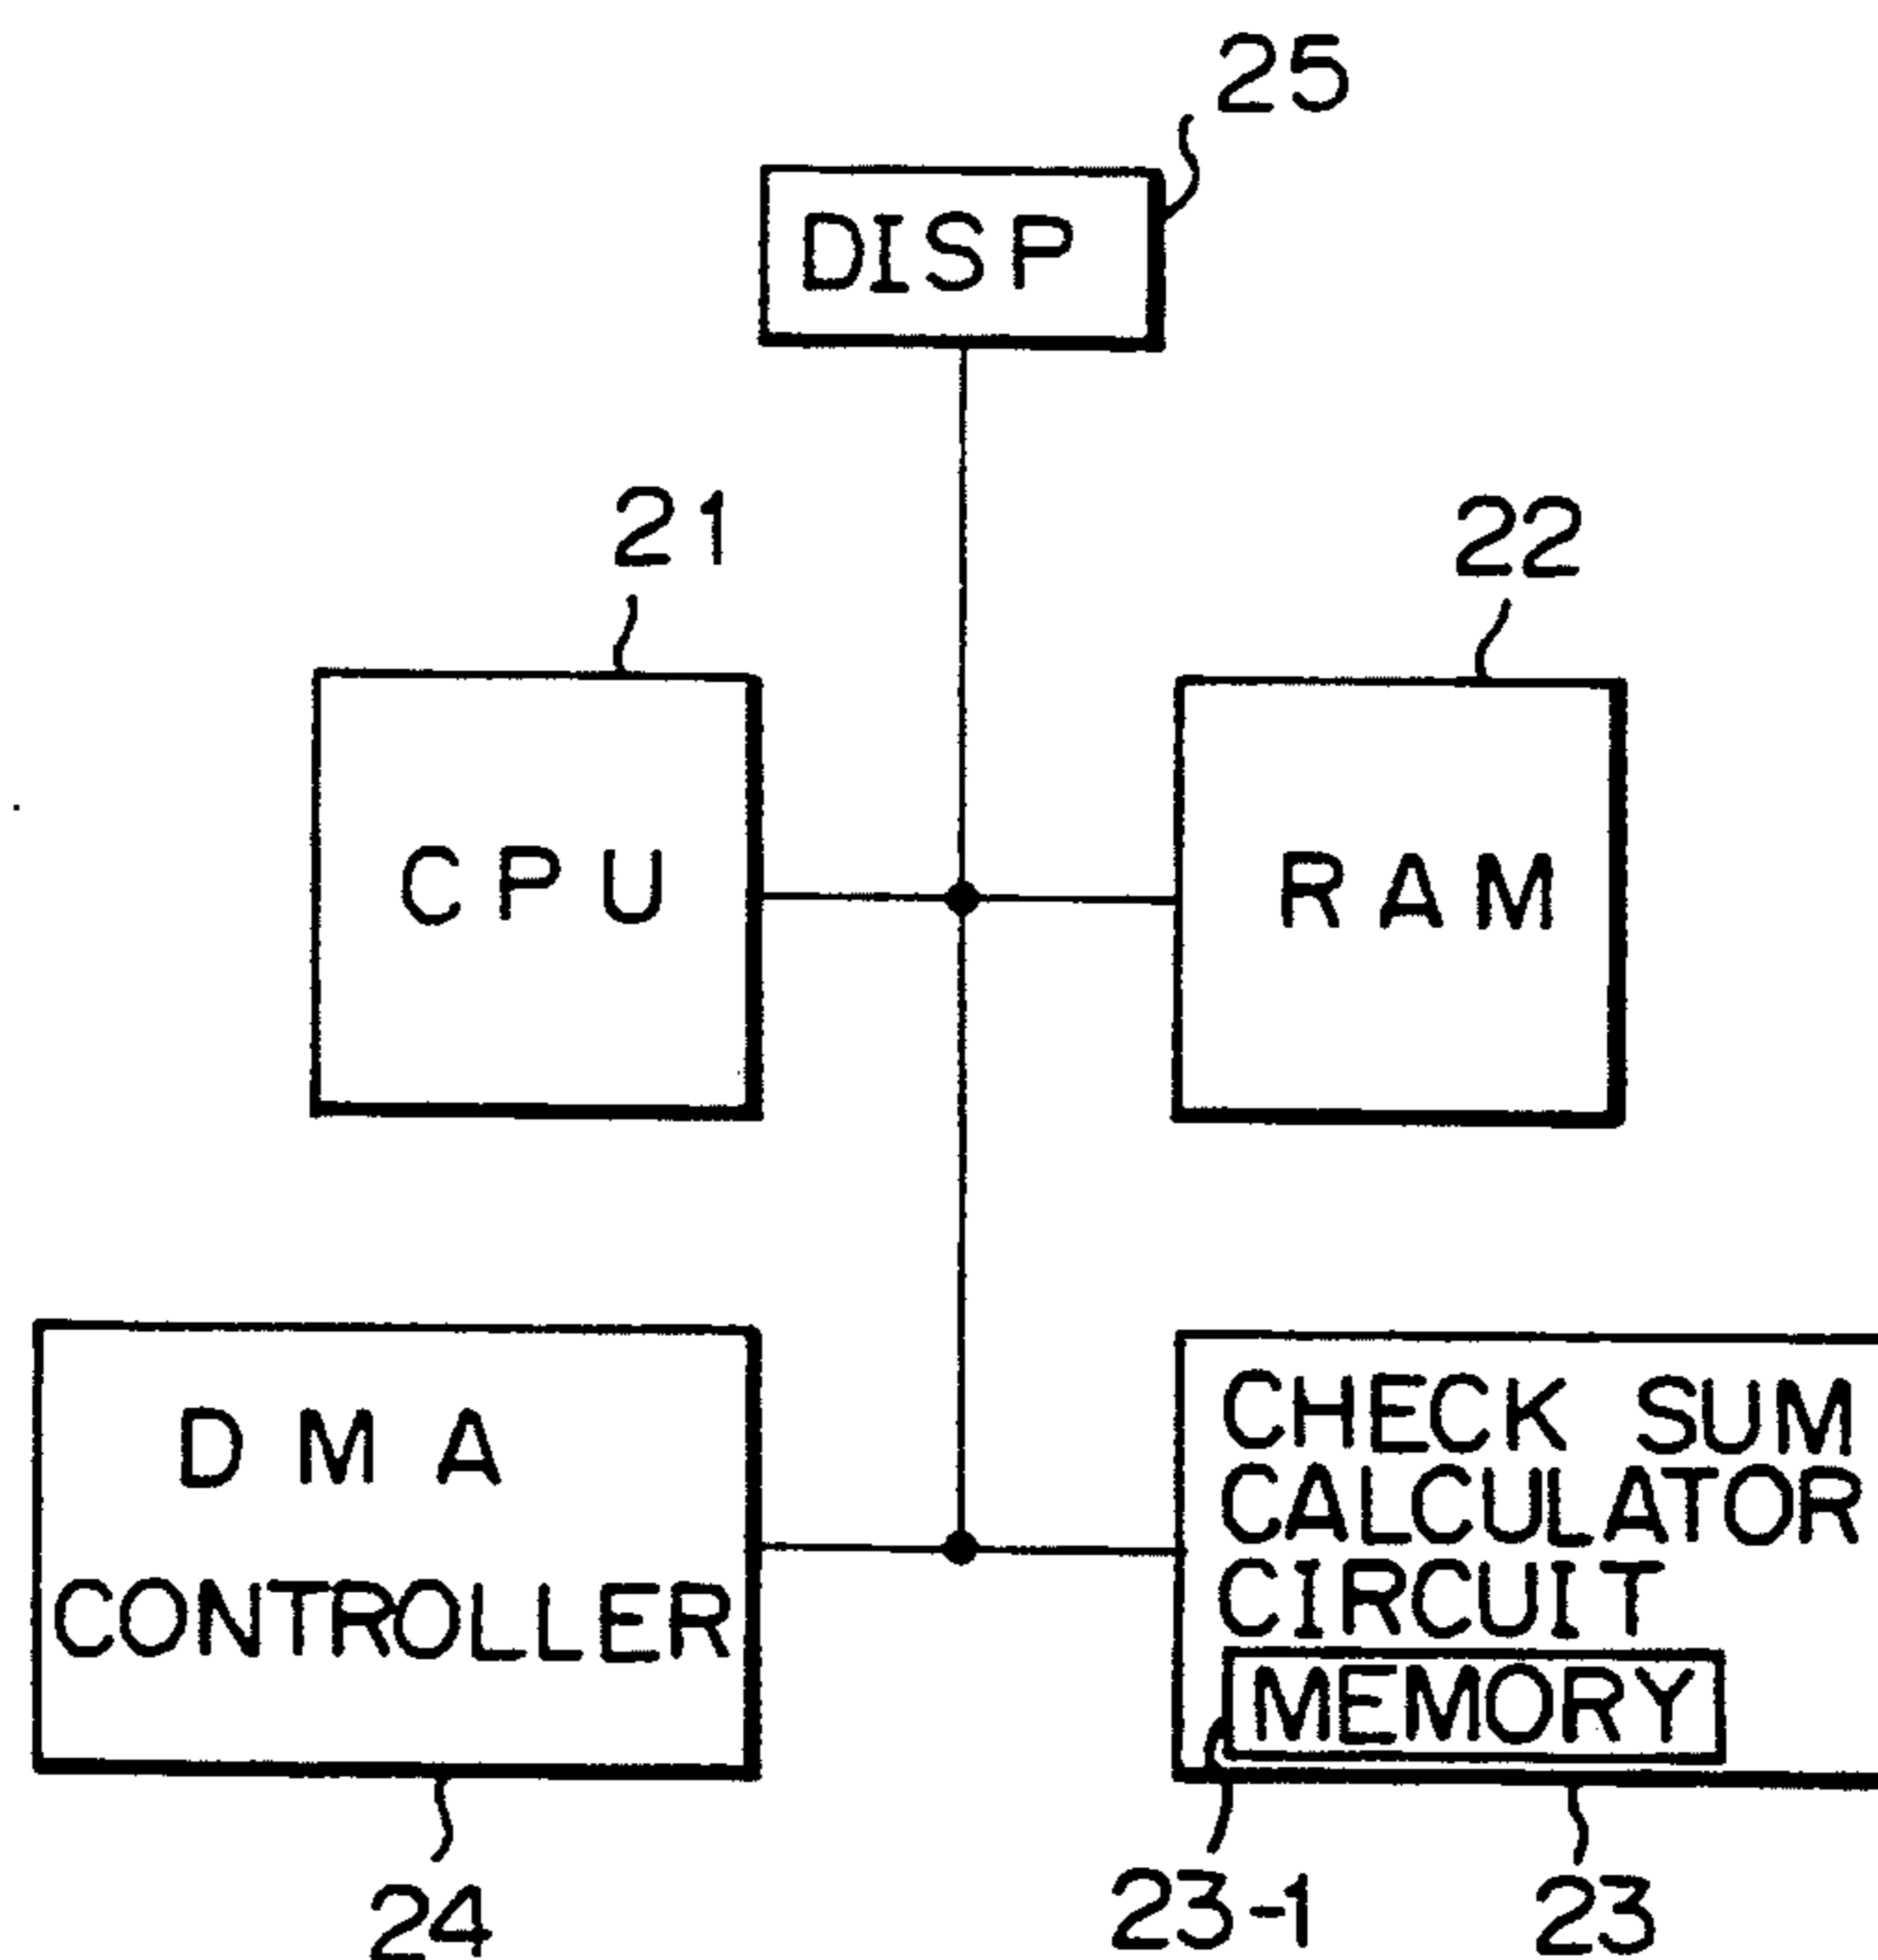 25
DISP
21
22
CPU
RAM
DMA
CONTROLLER
CHECK SUM
CALCULATOR
CIRCUIT
MEMORY
24
23-1
23